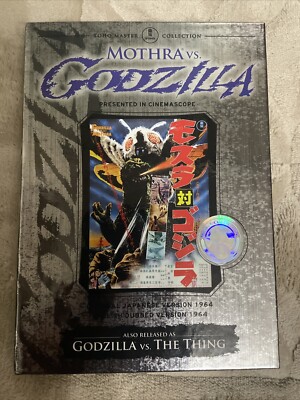 TOHO MASTER COLLECTION
MOTHRA VS.
GODZILLA
PRESENTED IN CINEMASCOPE
モスラ
対
ゴジラ
JAPANESE VERSION 1964
DUBBED VERSION 1964
ALSO RELEASED AS
GODZILLA VS. THE THING
GODZILLA